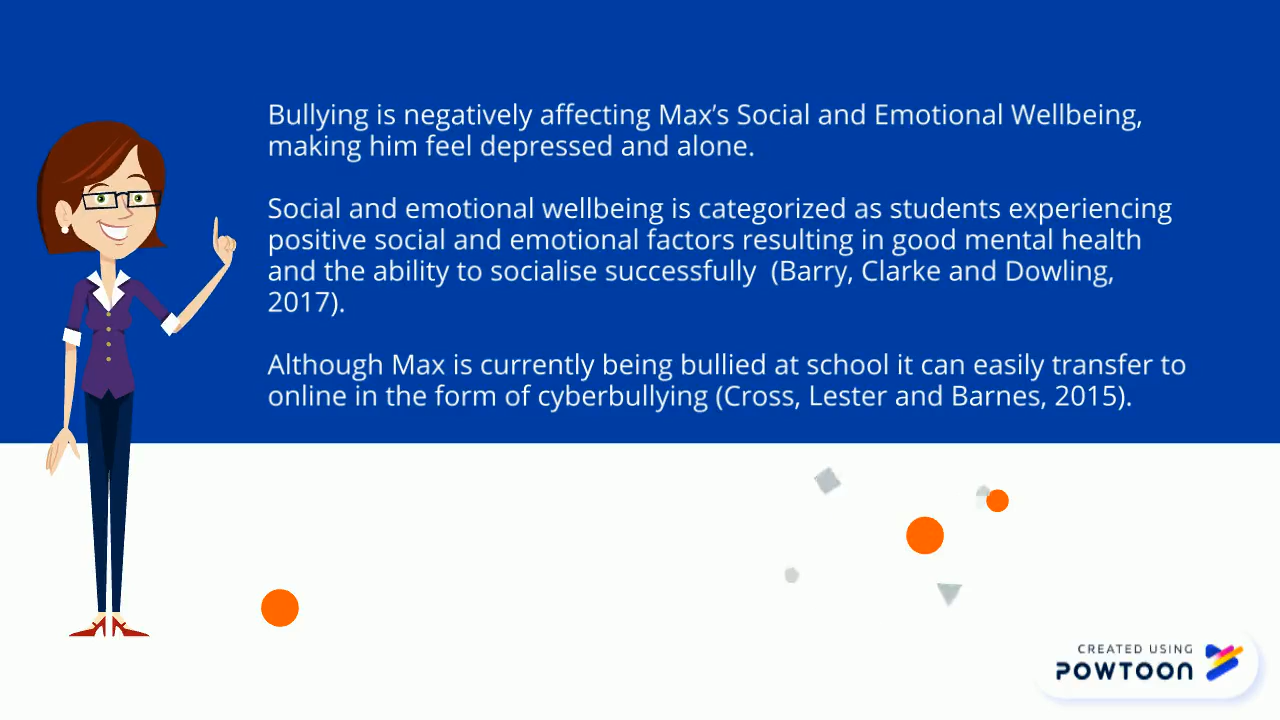 Bullying is negatively affecting Max's Social and Emotional Wellbeing,
making him feel depressed and alone.
Social and emotional wellbeing is categorized as students experiencing
positive social and emotional factors resulting in good mental health
and the ability to socialise successfully  (Barry, Clarke and Dowling,
2017).
Although Max is currently being bullied at school it can easily transfer to
online in the form of cyberbullying (Cross, Lester and Barnes, 2015).
CREATED USING
POWTOON